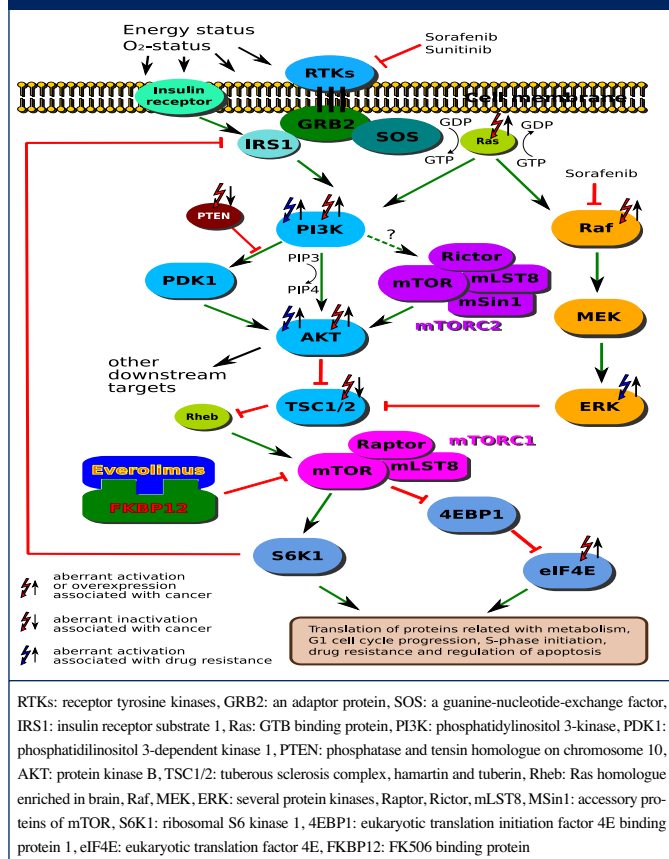 Energy status
O₂-status
Sorafenib
Sunitinib
RTKs
Insulin
receptor
Cell membrane
GRB2
SOS
GDP
GTP
Ras
GDP
GTP
IRS1
Sorafenib
PTEN
PI3K
?
Raf
Rictor
mTOR
mLST8
mSin1
mTORC2
PDK1
PIP3
PIP4
MEK
AKT
other
downstream
targets
TSC1/2
ERK
Rheb
Raptor
mTORC1
mTOR
mLST8
Everolimus
FKBP12
4EBP1
S6K1
eIF4E
aberrant activation
or overexpression
associated with cancer
aberrant inactivation
associated with cancer
aberrant activation
associated with drug resistance
Translation of proteins related with metabolism,
G1 cell cycle progression, S-phase initiation,
drug resistance and regulation of apoptosis
RTKs: receptor tyrosine kinases, GRB2: an adaptor protein, SOS: a guanine-nucleotide-exchange factor,
IRS1: insulin receptor substrate 1, Ras: GTB binding protein, PI3K: phosphatidylinositol 3-kinase, PDK1:
phosphatidilinositol 3-dependent kinase 1, PTEN: phosphatase and tensin homologue on chromosome 10,
AKT: protein kinase B, TSC1/2: tuberous sclerosis complex, hamartin and tuberin, Rheb: Ras homologue
enriched in brain, Raf, MEK, ERK: several protein kinases, Raptor, Rictor, mLST8, MSin1: accessory pro-
teins of mTOR, S6K1: ribosomal S6 kinase 1, 4EBP1: eukaryotic translation initiation factor 4E binding
protein 1, eIF4E: eukaryotic translation factor 4E, FKBP12: FK506 binding protein